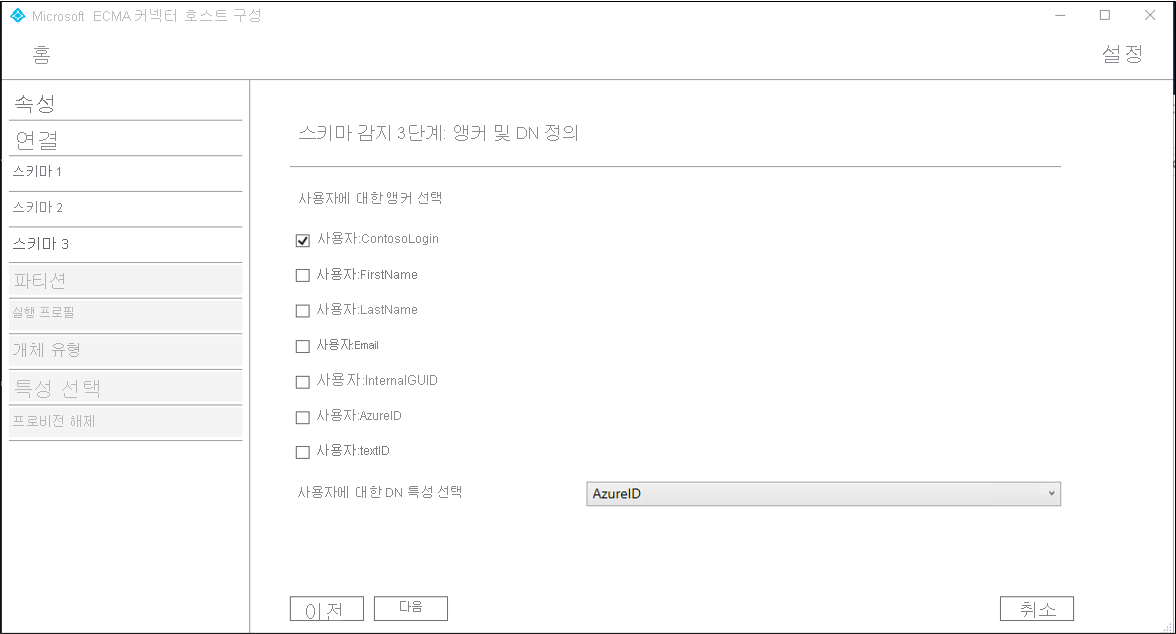 Microsoft ECMA 커넥터 호스트 구성
홈
설정
속성
연결
스키마 1
스키마 2
스키마 3
파티션
실행 프로필
개체 유형
특성 선택
프로비전 해제
스키마 감지 3단계: 앵커 및 DN 정의
사용자에 대한 앵커 선택
사용자:ContosoLogin
사용자:FirstName
사용자:LastName
사용자:Email
사용자:InternalGUID
사용자:AzureID
사용자:textID
사용자에 대한 DN 특성 선택
AzureID
이전
다음
취소